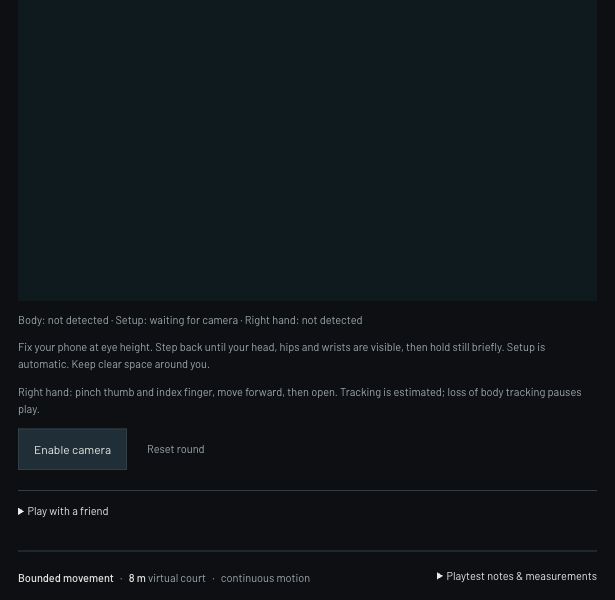 Body: not detected · Setup: waiting for camera · Right hand: not detected
Fix your phone at eye height. Step back until your head, hips and wrists are visible, then hold still briefly. Setup is
automatic. Keep clear space around you.
Right hand: pinch thumb and index finger, move forward, then open. Tracking is estimated; loss of body tracking pauses
play.
Enable camera
Reset round
Play with a friend
Bounded movement · 8 m virtual court · continuous motion
Playtest notes & measurements